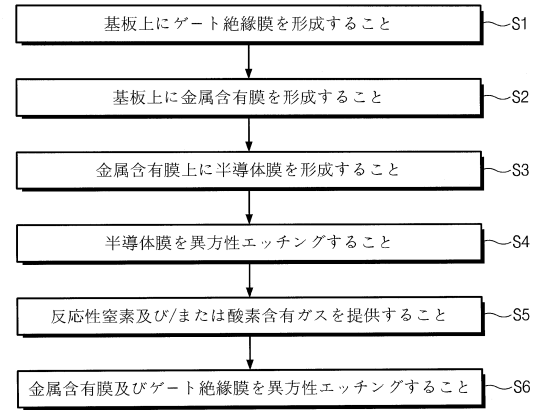 基板上にゲート絶縁膜を形成すること S1
基板上に金属含有膜を形成すること S2
金属含有膜上に半導体膜を形成すること S3
半導体膜を異方性エッチングすること S4
反応性窒素及び/または酸素含有ガスを提供すること S5
金属含有膜及びゲート絶縁膜を異方性エッチングすること S6